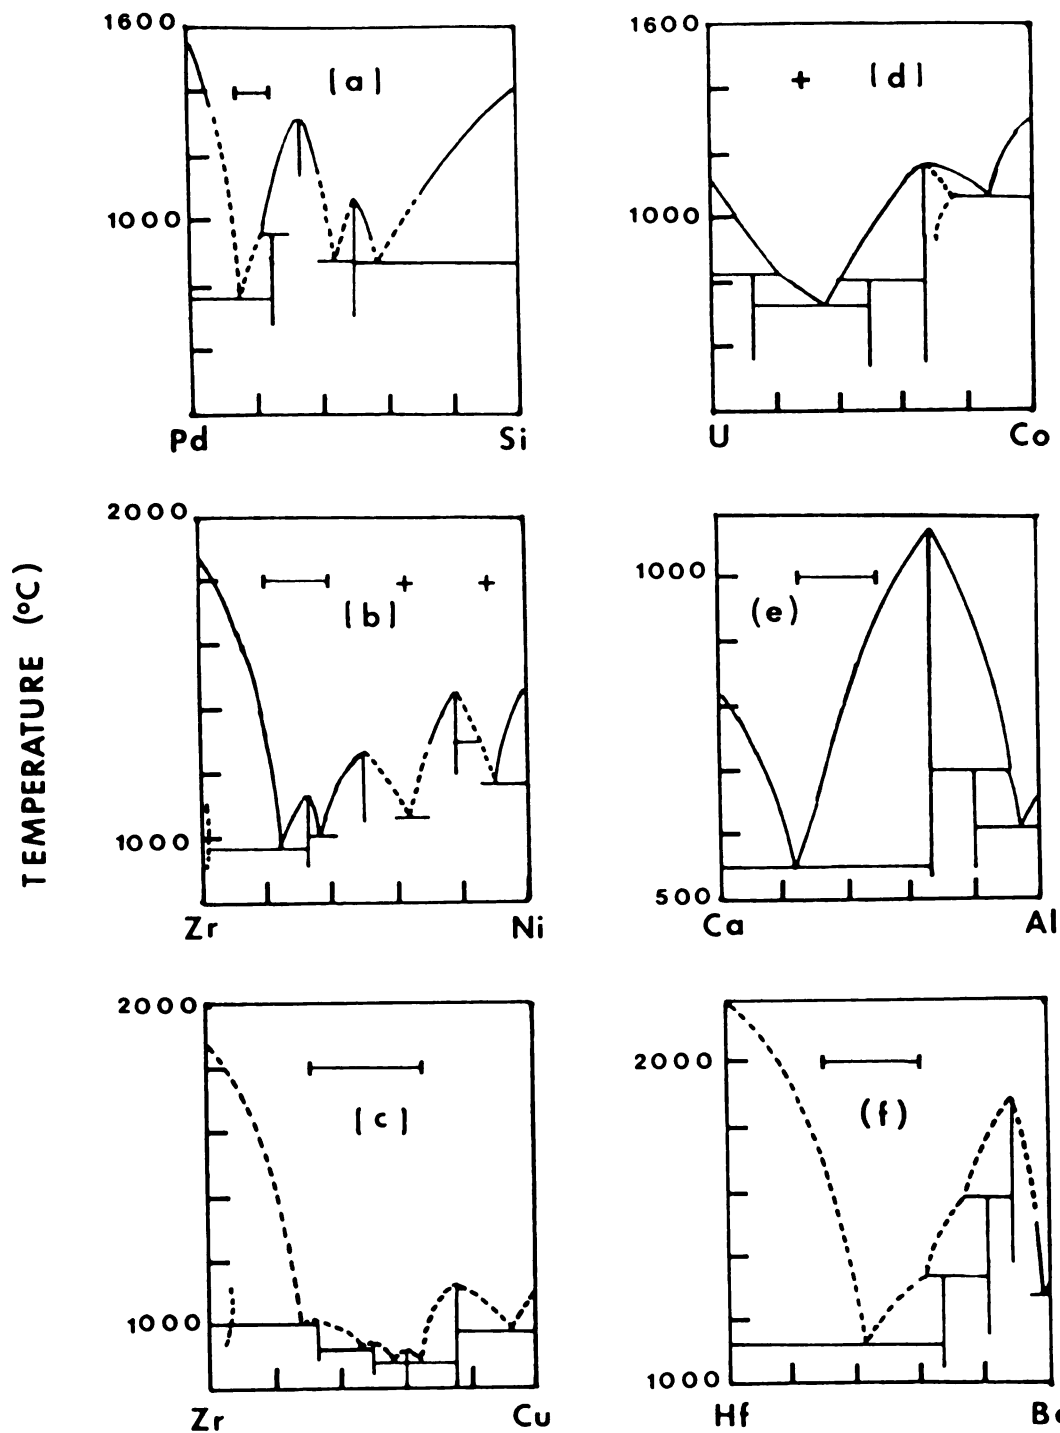 TEMPERATURE (°C)
1600
[a]
1000
Pd Si
1600
+ [d]
1000
U Co
2000
+ +
[b]
1000
Zr Ni
1000
(e)
500
Ca Al
2000
[c]
1000
Zr Cu
2000
(f)
1000
Hf